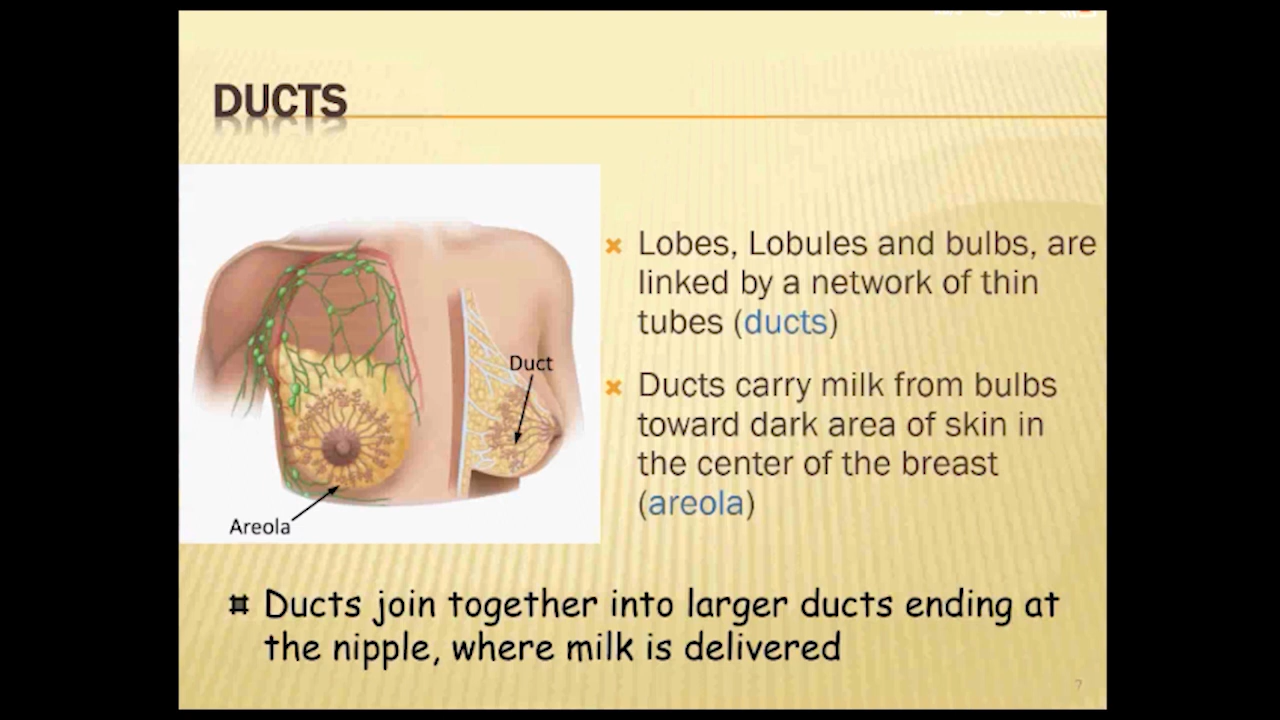 DUCTS
Lobes, Lobules and bulbs, are
linked by a network of thin
tubes (ducts)
Ducts carry milk from bulbs
toward dark area of skin in
the center of the breast
(areola)
Duct
Areola
Ducts join together into larger ducts ending at
the nipple, where milk is delivered
7